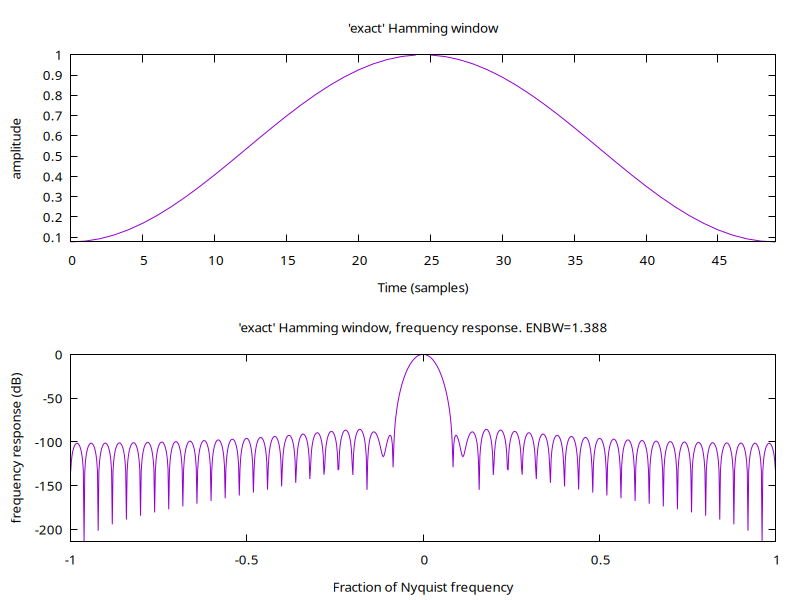 'exact' Hamming window
1
0.9
0.8
0.7
0.6
0.5
0.4
0.3
0.2
0.1
amplitude
0 5 10 15 20 25 30 35 40 45
Time (samples)
'exact' Hamming window, frequency response. ENBW=1.388
0
-50
-100
-150
-200
frequency response (dB)
-1 -0.5 0 0.5 1
Fraction of Nyquist frequency